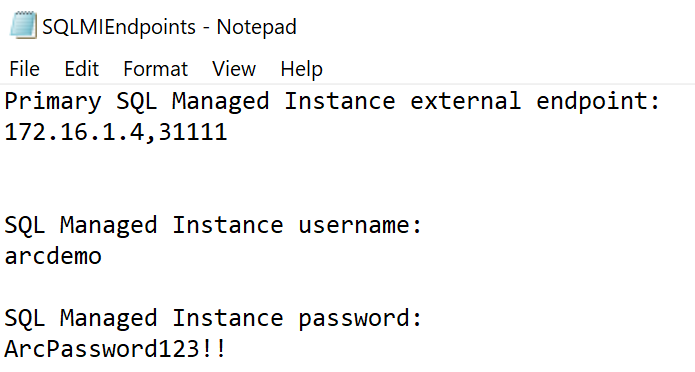 SQLMIEndpoints - Notepad
File Edit Format View Help
Primary SQL Managed Instance external endpoint:
172.16.1.4,31111
SQL Managed Instance username:
arcdemo
SQL Managed Instance password:
ArcPassword123!!